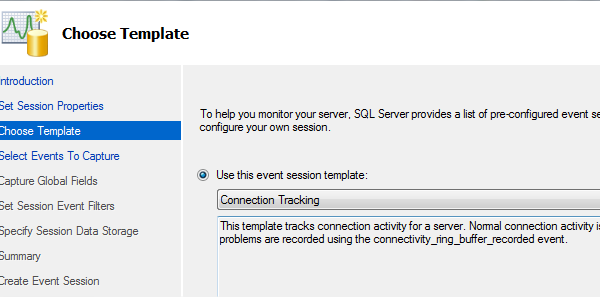 Choose Template
Introduction
Set Session Properties
Choose Template
Select Events To Capture
Capture Global Fields
Set Session Event Filters
Specify Session Data Storage
Summary
Create Event Session
To help you monitor your server, SQL Server provides a list of pre-configured event se
configure your own session.
Use this event session template:
Connection Tracking
This template tracks connection activity for a server. Normal connection activity is
problems are recorded using the connectivity_ring_buffer_recorded event.